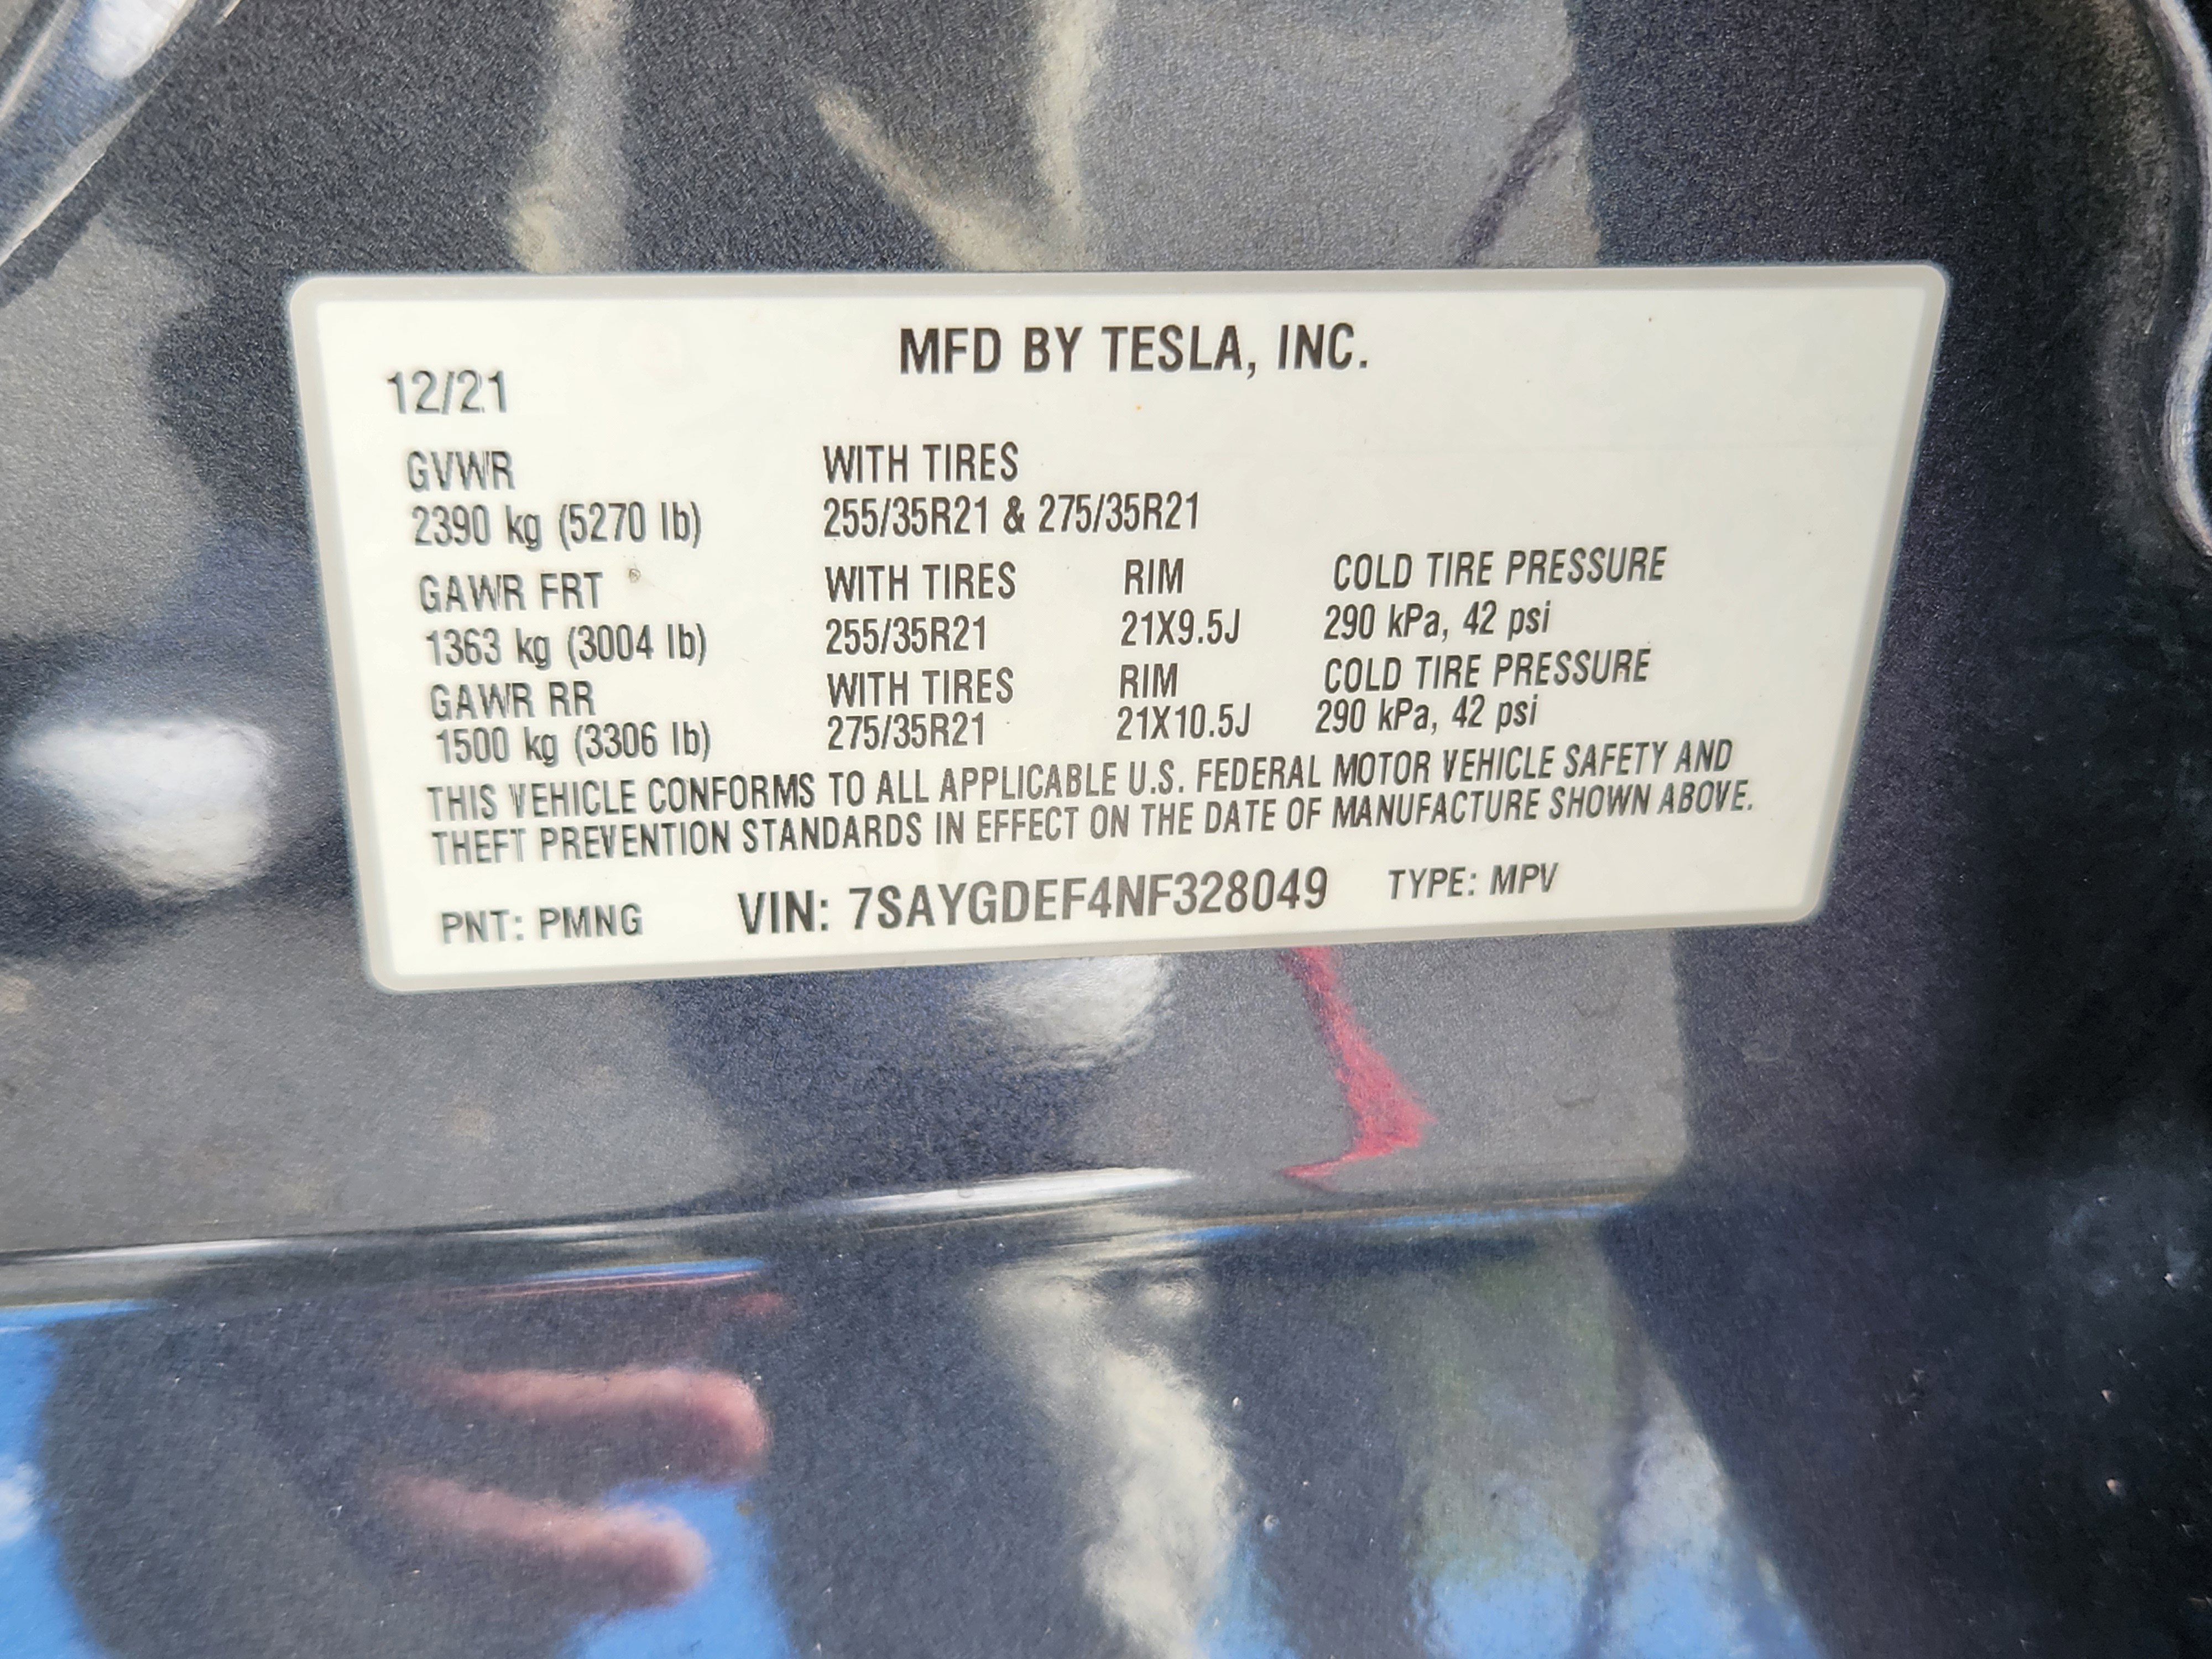 MFD BY TESLA, INC.
12/21
GVWR WITH TIRES
2390 kg (5270 lb) 255/35R21 & 275/35R21
GAWR FRT WITH TIRES RIM COLD TIRE PRESSURE
1363 kg (3004 lb) 255/35R21 21X9.5J 290 kPa, 42 psi
GAWR RR WITH TIRES RIM COLD TIRE PRESSURE
1500 kg (3306 lb) 275/35R21 21X10.5J 290 kPa, 42 psi
THIS VEHICLE CONFORMS TO ALL APPLICABLE U.S. FEDERAL MOTOR VEHICLE SAFETY AND
THEFT PREVENTION STANDARDS IN EFFECT ON THE DATE OF MANUFACTURE SHOWN ABOVE.
PNT: PMNG VIN: 7SAYGDEF4NF328049 TYPE: MPV